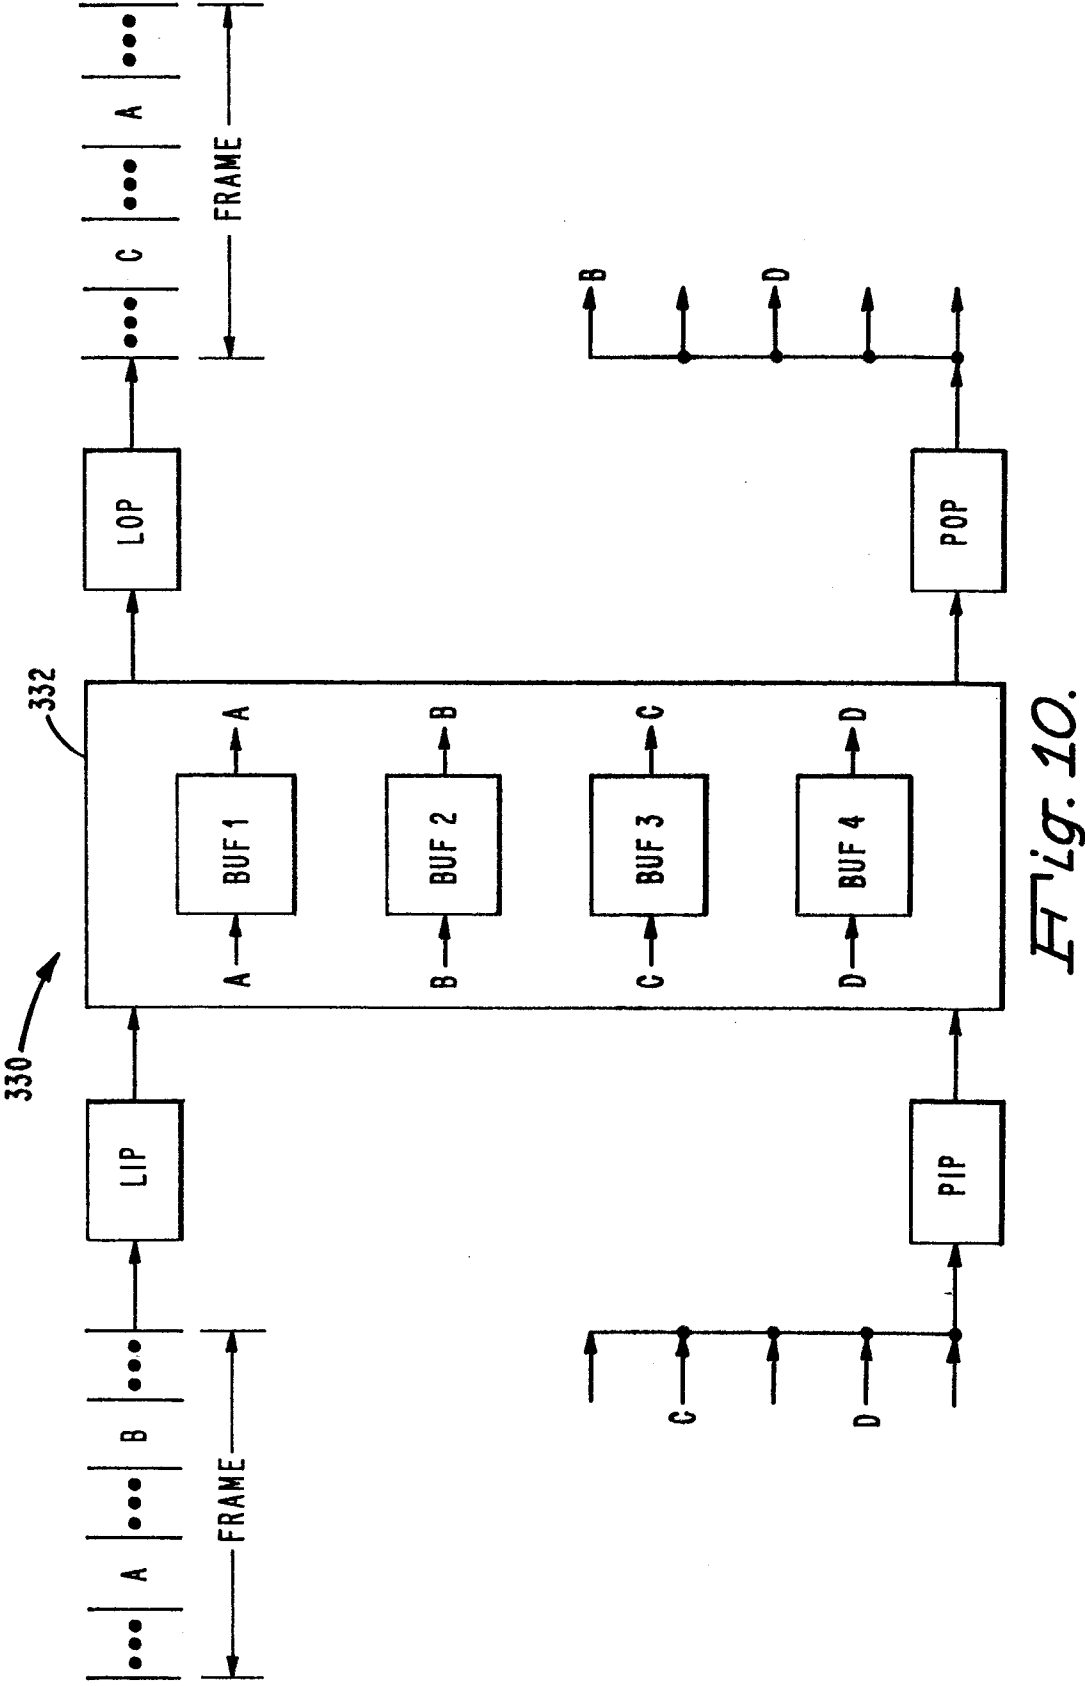 330
332
••• A ••• B •••
LIP
LOP
••• C ••• A •••
FRAME
FRAME
A BUF 1 A
B BUF 2 B
C BUF 3 C
D BUF 4 D
B
C
D
D
PIP
POP
Fig. 10.